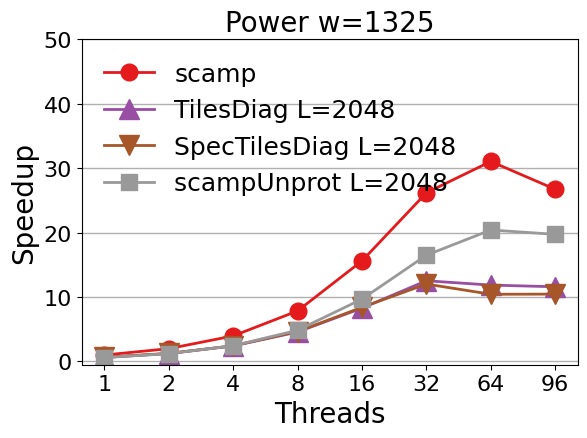 Power w=1325
Speedup
50
40
30
20
10
0
scamp
TilesDiag L=2048
SpecTilesDiag L=2048
scampUnprot L=2048
1 2 4 8 16 32 64 96
Threads